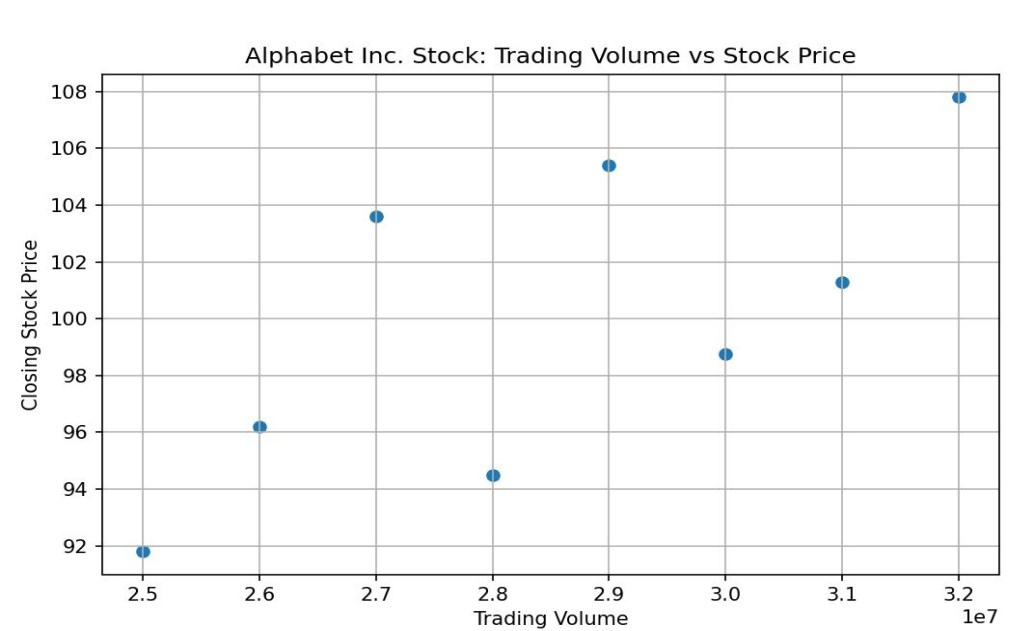 Alphabet Inc. Stock: Trading Volume vs Stock Price
108
106
104
102
100
98
96
94
92
Closing Stock Price
2.5 2.6 2.7 2.8 2.9 3.0 3.1 3.2
1e7
Trading Volume